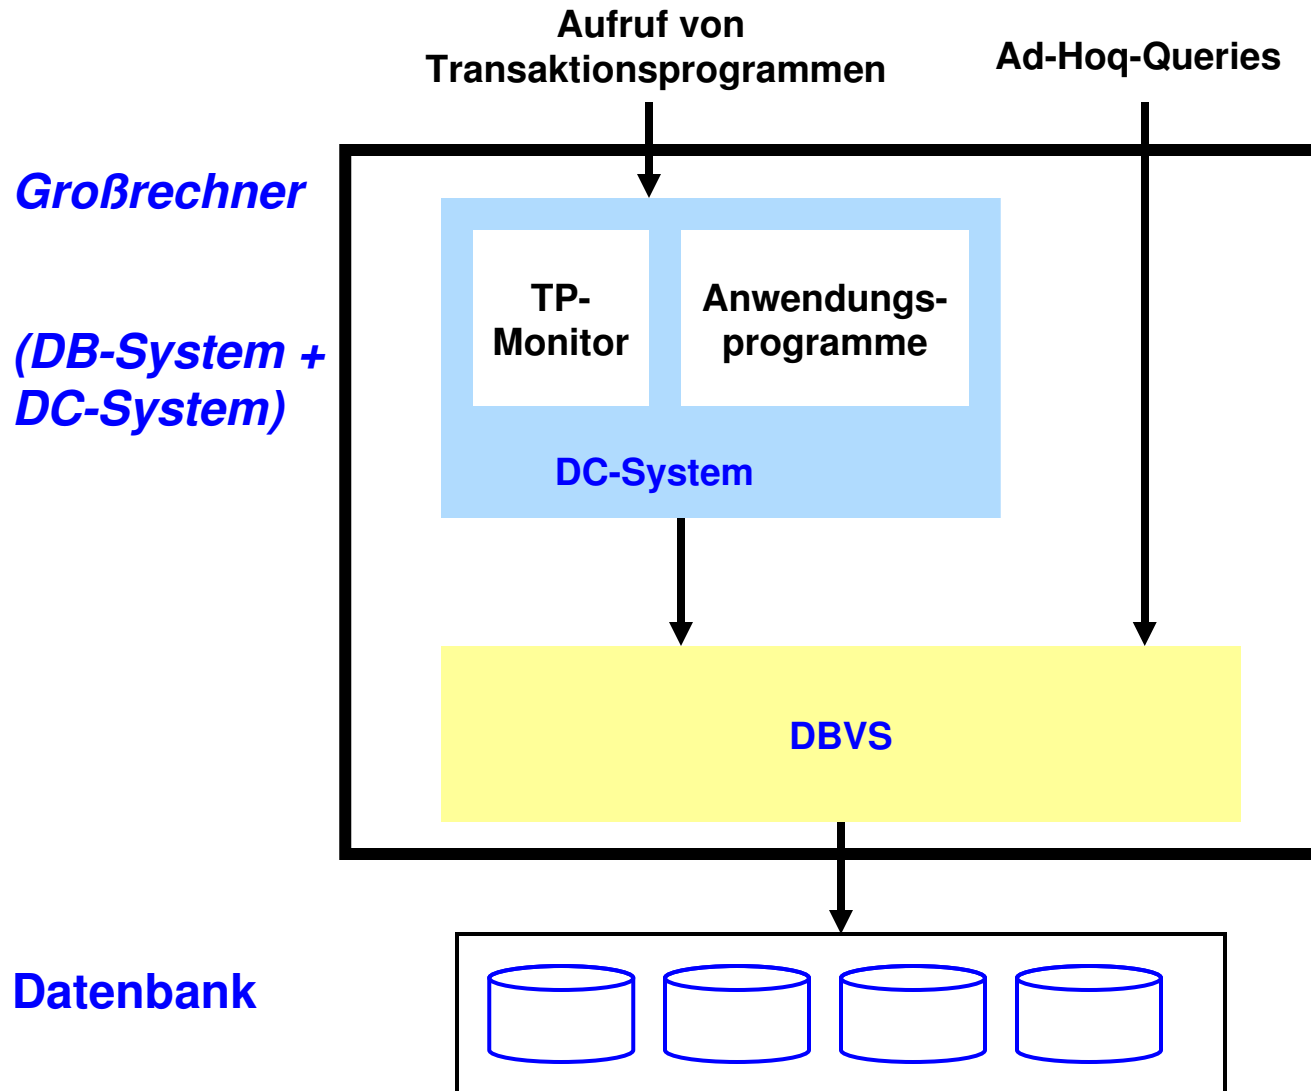 Aufruf von
Transaktionsprogrammen
Ad-Hoq-Queries
Großrechner
(DB-System +
DC-System)
TP-
Monitor
Anwendungs-
programme
DC-System
DBVS
Datenbank